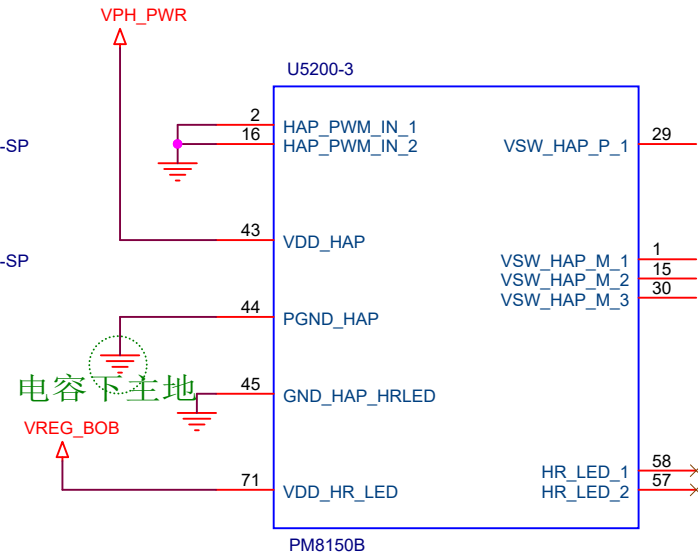 VPH_PWR
U5200-3
2
HAP_PWM_IN_1
16
HAP_PWM_IN_2
VSW_HAP_P_1
29
-SP
43
VDD_HAP
-SP
VSW_HAP_M_1
1
VSW_HAP_M_2
15
VSW_HAP_M_3
30
44
PGND_HAP
电容下主地
45
GND_HAP_HRLED
VREG_BOB
71
VDD_HR_LED
HR_LED_1
58
HR_LED_2
57
PM8150B